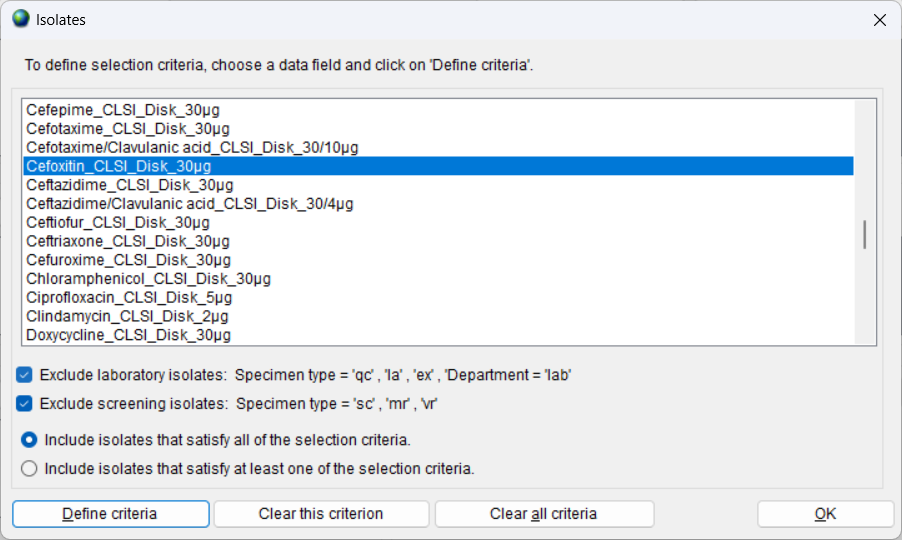 Isolates
To define selection criteria, choose a data field and click on 'Define criteria'.
Cefepime_CLSI_Disk_30µg
Cefotaxime_CLSI_Disk_30µg
Cefotaxime/Clavulanic acid_CLSI_Disk_30/10µg
Cefoxitin_CLSI_Disk_30µg
Ceftazidime_CLSI_Disk_30µg
Ceftazidime/Clavulanic acid_CLSI_Disk_30/4µg
Ceftiofur_CLSI_Disk_30µg
Ceftriaxone_CLSI_Disk_30µg
Cefuroxime_CLSI_Disk_30µg
Chloramphenicol_CLSI_Disk_30µg
Ciprofloxacin_CLSI_Disk_5µg
Clindamycin_CLSI_Disk_2µg
Doxycycline_CLSI_Disk_30µg
Exclude laboratory isolates:  Specimen type = 'qc' , 'la' , 'ex' , 'Department = 'lab'
Exclude screening isolates:  Specimen type = 'sc' , 'mr' , 'vr'
Include isolates that satisfy all of the selection criteria.
Include isolates that satisfy at least one of the selection criteria.
Define criteria Clear this criterion Clear all criteria OK